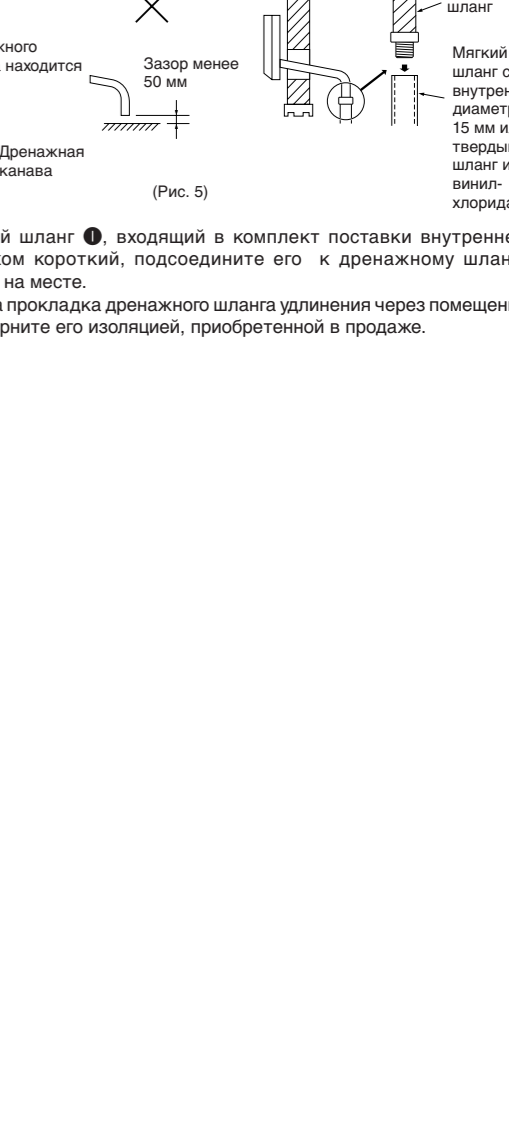 шланг
жного
находится
Зазор менее
50 мм
Дренажная
канава
(Рис. 5)
Мягкий
шланг с
внутрен
диаметр
15 мм и
тверды
шланг и
винил-
хлорида
й шланг ❶, входящий в комплект поставки внутренне
ком короткий, подсоедините его к дренажному шлан
на месте.
а прокладка дренажного шланга удлинения через помещени
рните его изоляцией, приобретенной в продаже.